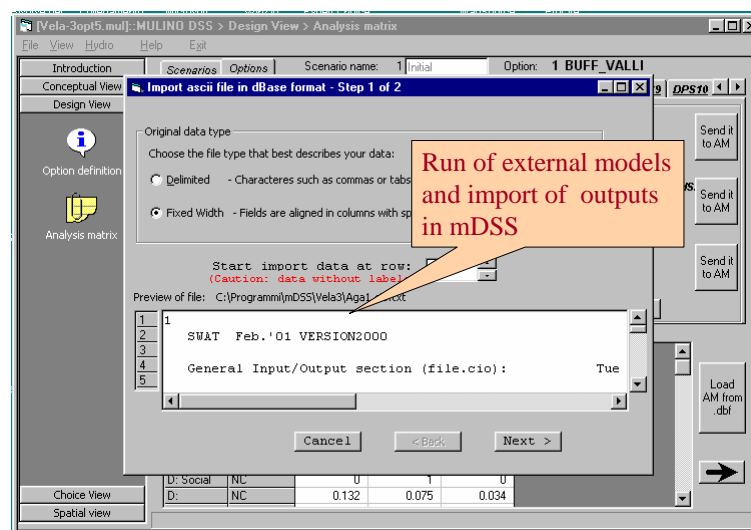 [Vela-3opt5.mul]::MULINO DSS > Design View > Analysis matrix
File View Hydro Help Exit
Introduction
Conceptual View
Design View
Option definition
Analysis matrix
Choice View
Spatial view
Scenarios Options Scenario name: 1 Initial Option: 1 BUFF_VALLI
9 DPS10
Import ascii file in dBase format - Step 1 of 2
Original data type
Choose the file type that best describes your data:
Delimited - Characteres such as commas or tabs
Fixed Width - Fields are aligned in columns with sp
Run of external models
and import of outputs
in mDSS
Start import data at row:
(Caution: data without label
Preview of file: C:\Programmi\mDSS\Vela3\Aga1
1 1
2 SWAT Feb.'01 VERSION2000
3
4 General Input/Output section (file.cio): Tue
5
Cancel < Back Next >
Send it
to AM
Send it
to AM
Send it
to AM
Load
AM from
.dbf
D: Social NC 0 1 0
D: NC 0.132 0.075 0.034